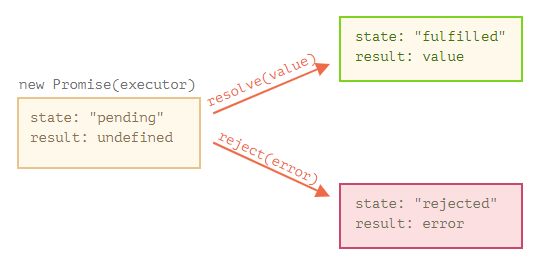 new Promise(executor)
state: "pending"
result: undefined
resolve(value)
state: "fulfilled"
result: value
reject(error)
state: "rejected"
result: error